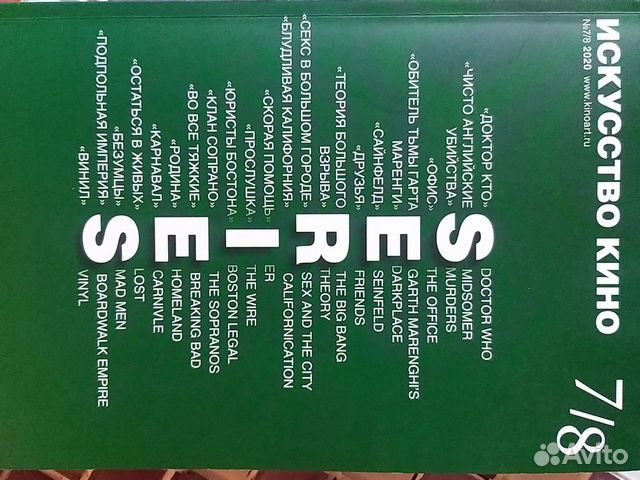 ИСКУССТВО КИНО 7/8
№7/8 2020 www.kinoart.ru
SERIES
«ДОКТОР КТО» DOCTOR WHO
«ЧИСТО АНГЛИЙСКИЕ MIDSOMER
УБИЙСТВА» MURDERS
«ОФИС» THE OFFICE
«ОБИТЕЛЬ ТЬМЫ ГАРТА GARTH MARENGHI'S
МАРЕНГИ» DARKPLACE
«САЙНФЕЛД» SEINFELD
«ДРУЗЬЯ» FRIENDS
«ТЕОРИЯ БОЛЬШОГО THE BIG BANG
ВЗРЫВА» THEORY
«СЕКС В БОЛЬШОМ ГОРОДЕ» SEX AND THE CITY
«БЛУДЛИВАЯ КАЛИФОРНИЯ» CALIFORNICATION
«СКОРАЯ ПОМОЩЬ» ER
«ПРОСЛУШКА» THE WIRE
«ЮРИСТЫ БОСТОНА» BOSTON LEGAL
«КЛАН СОПРАНО» THE SOPRANOS
«ВО ВСЕ ТЯЖКИЕ» BREAKING BAD
«РОДИНА» HOMELAND
«КАРНАВАЛ» CARNIVLE
«ОСТАТЬСЯ В ЖИВЫХ» LOST
«БЕЗУМЦЫ» MAD MEN
«ПОДПОЛЬНАЯ ИМПЕРИЯ» BOARDWALK EMPIRE
«ВИНИЛ» VINYL
Avito